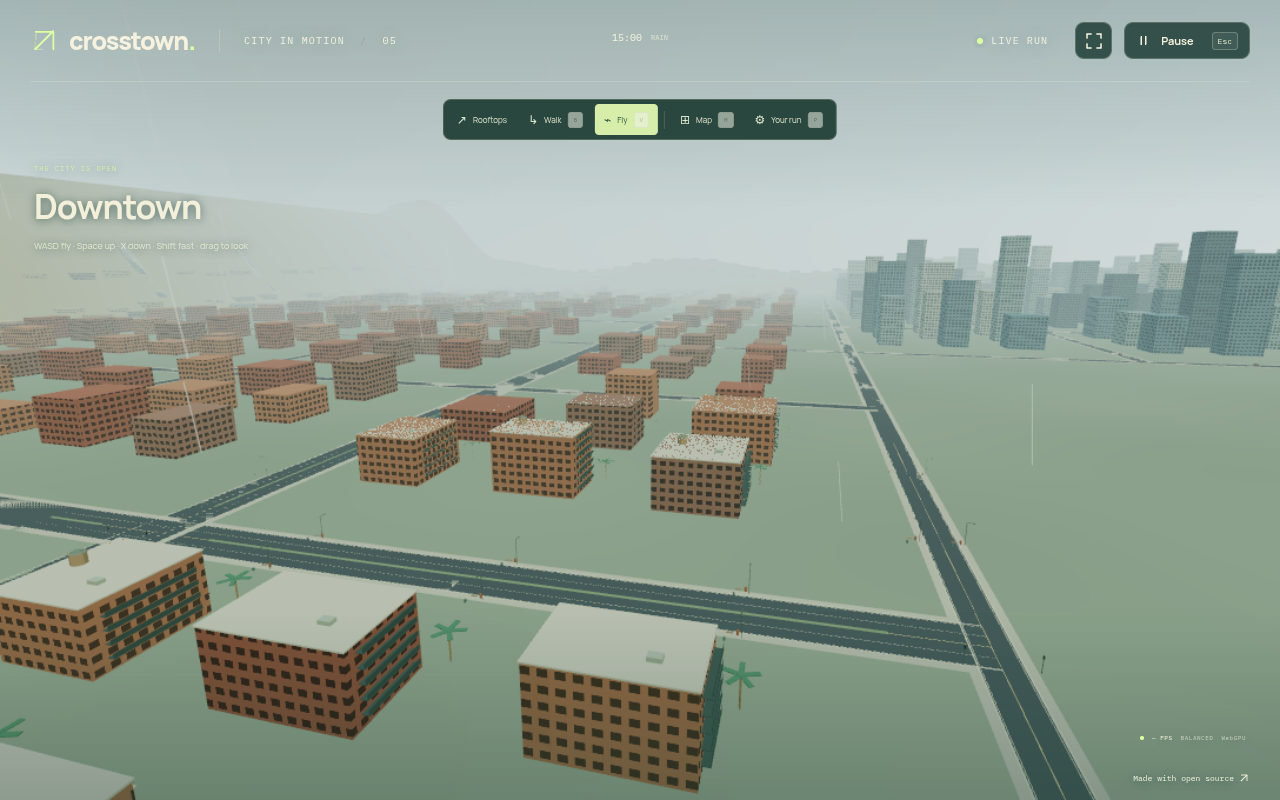 crosstown.
CITY IN MOTION / 05
15:00 RAIN
LIVE RUN
Pause Esc
Rooftops
Walk
Fly
Map
Your run
THE CITY IS OPEN
Downtown
WASD fly · Space up · X down · Shift fast · drag to look
— FPS BALANCED WebGPU
Made with open source